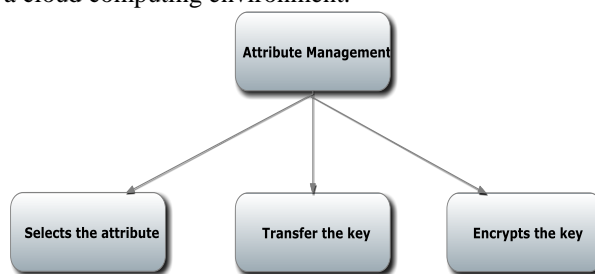 a cloud computing environment.
Attribute Management
Selects the attribute
Transfer the key
Encrypts the key